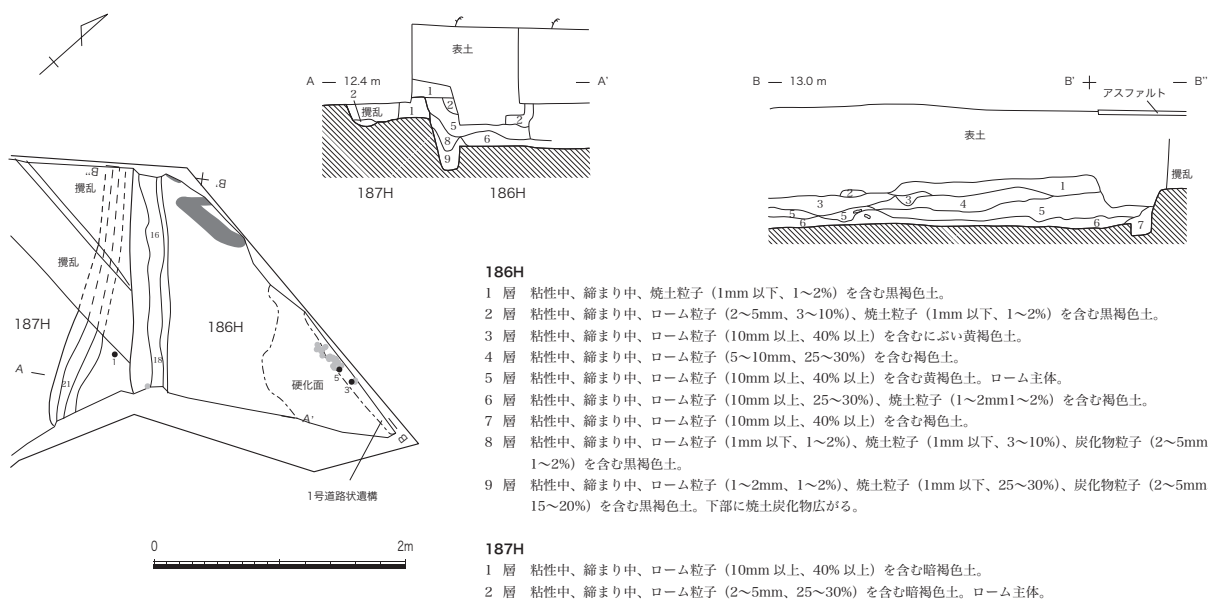 表土
A
12.4 m
A'
2
攪乱
1
1
2
5
2
8
6
9
187H
186H
B
13.0 m
B'
B''
アスファルト
表土
攪乱
1
2
3
3
4
5
5
5
6
6
7
B''
B'
攪乱
16
攪乱
187H
186H
1
18
A
21
5
3
硬化面
A'
B
1号道路状遺構
0
2m
186H
1 層 粘性中、締まり中、焼土粒子（1mm 以下、1～2%）を含む黒褐色土。
2 層 粘性中、締まり中、ローム粒子（2～5mm、3～10%）、焼土粒子（1mm 以下、1～2%）を含む黒褐色土。
3 層 粘性中、締まり中、ローム粒子（10mm 以上、40% 以上）を含むにぶい黄褐色土。
4 層 粘性中、締まり中、ローム粒子（5～10mm、25～30%）を含む褐色土。
5 層 粘性中、締まり中、ローム粒子（10mm 以上、40% 以上）を含む黄褐色土。ローム主体。
6 層 粘性中、締まり中、ローム粒子（10mm 以上、25～30%）、焼土粒子（1～2mm1～2%）を含む褐色土。
7 層 粘性中、締まり中、ローム粒子（10mm 以上、40% 以上）を含む褐色土。
8 層 粘性中、締まり中、ローム粒子（1mm 以下、1～2%）、焼土粒子（1mm 以下、3～10%）、炭化物粒子（2～5mm
1～2%）を含む黒褐色土。
9 層 粘性中、締まり中、ローム粒子（1～2mm、1～2%）、焼土粒子（1mm 以下、25～30%）、炭化物粒子（2～5mm
15～20%）を含む黒褐色土。下部に焼土炭化物広がる。
187H
1 層 粘性中、締まり中、ローム粒子（10mm 以上、40% 以上）を含む暗褐色土。
2 層 粘性中、締まり中、ローム粒子（2～5mm、25～30%）を含む暗褐色土。ローム主体。